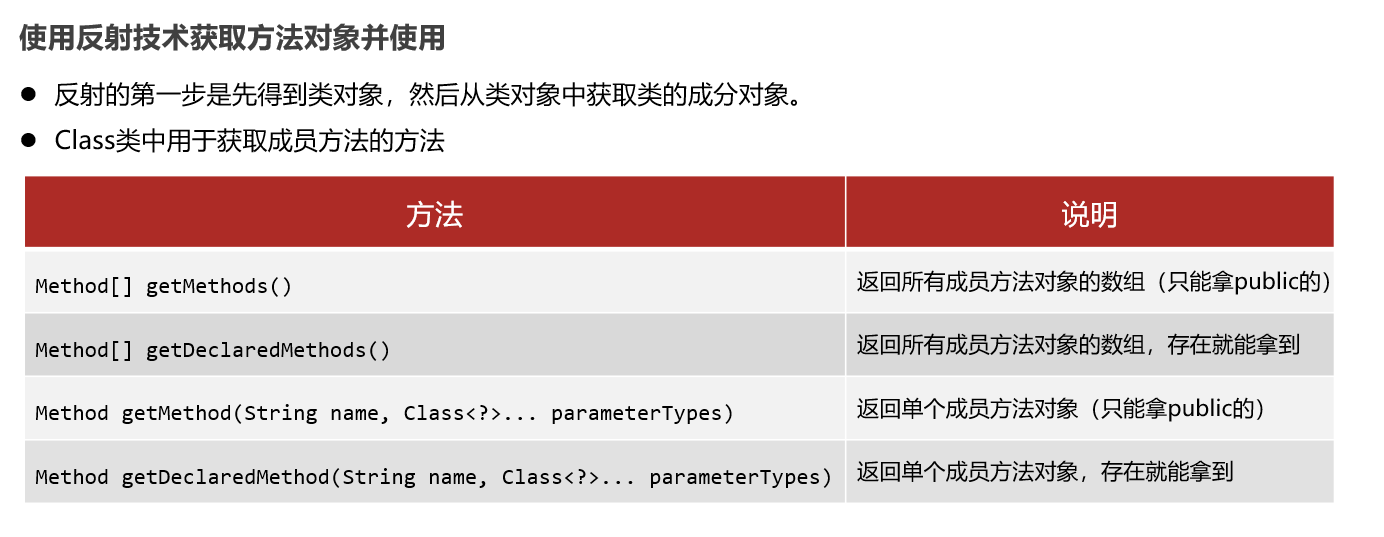 使用反射技术获取方法对象并使用
● 反射的第一步是先得到类对象，然后从类对象中获取类的成分对象。
● Class类中用于获取成员方法的方法
方法 说明
Method[] getMethods() 返回所有成员方法对象的数组（只能拿public的）
Method[] getDeclaredMethods() 返回所有成员方法对象的数组，存在就能拿到
Method getMethod(String name, Class<?>... parameterTypes) 返回单个成员方法对象（只能拿public的）
Method getDeclaredMethod(String name, Class<?>... parameterTypes) 返回单个成员方法对象，存在就能拿到